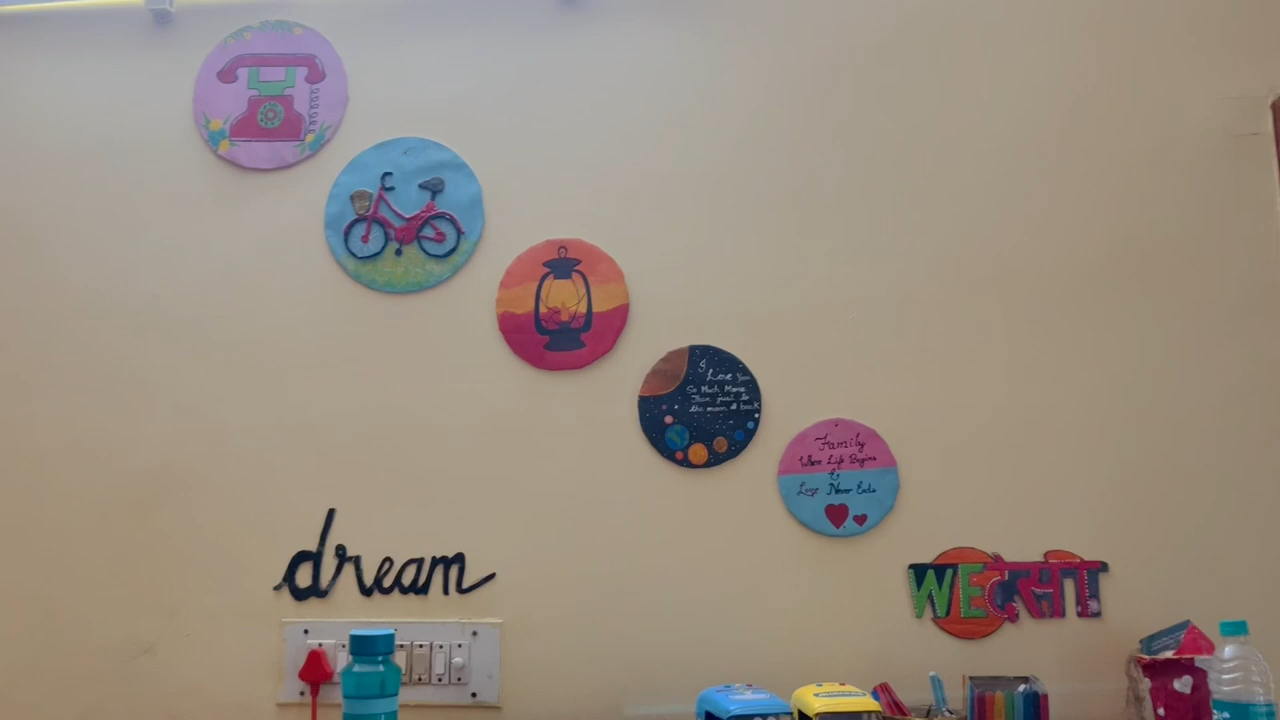 I
Love You
So Much More
Than just to
the moon & back
Family
Where Life Begins
&
Love Never Ends
dream
WEदेसी